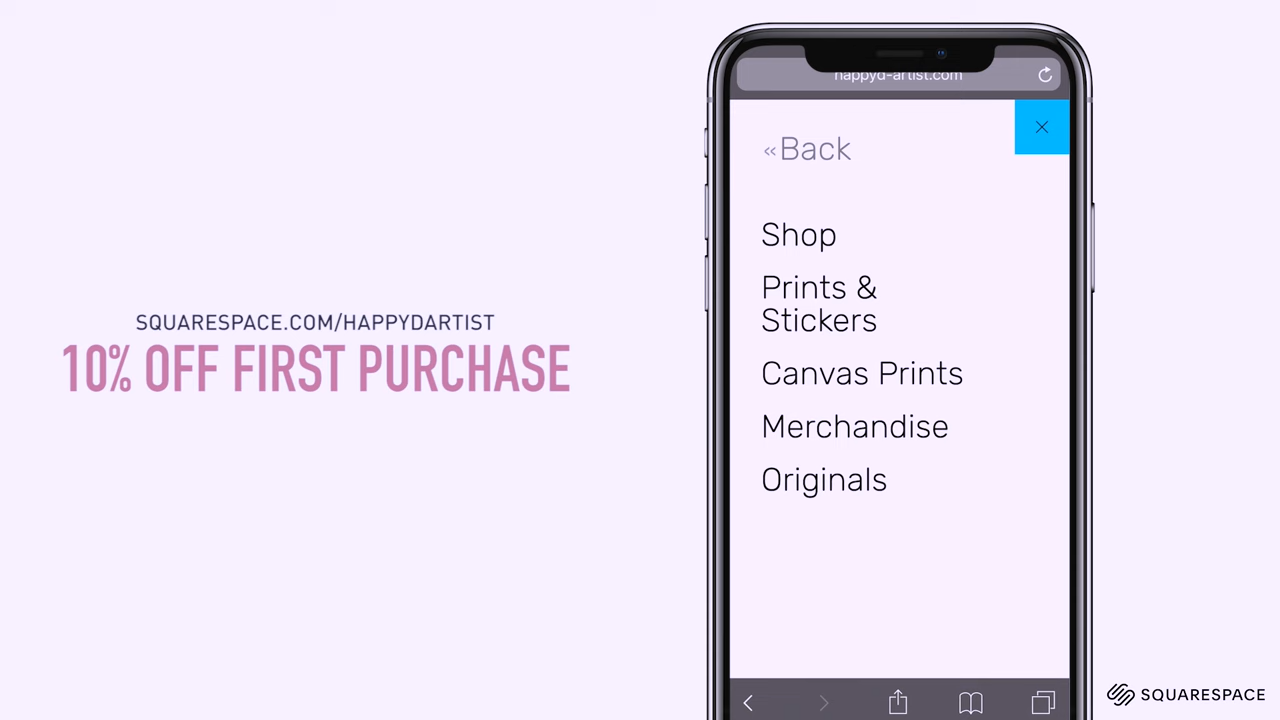 SQUARESPACE.COM/HAPPYDARTIST
10% OFF FIRST PURCHASE
happyd-artist.com
«Back
Shop
Prints &
Stickers
Canvas Prints
Merchandise
Originals
SQUARESPACE